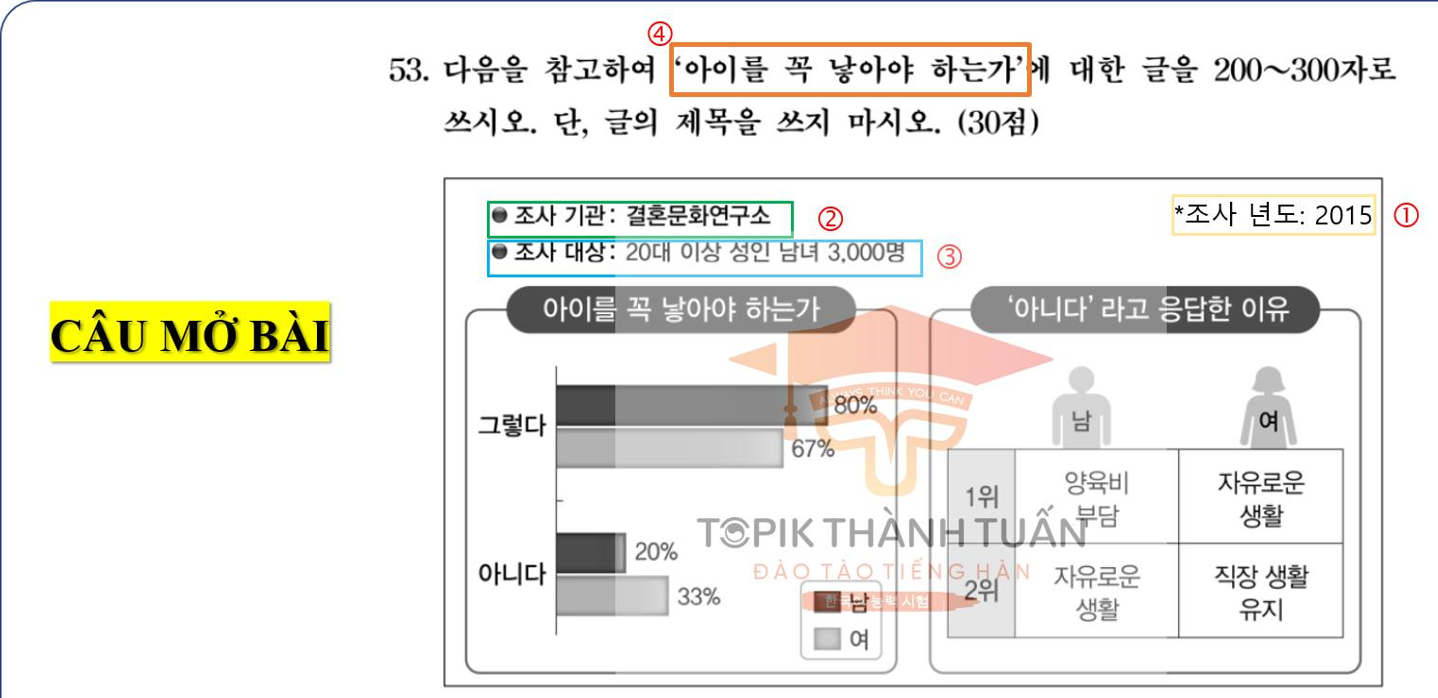 ④
53. 다음을 참고하여 ‘아이를 꼭 낳아야 하는가’에 대한 글을 200～300자로
쓰시오. 단, 글의 제목을 쓰지 마시오. (30점)
● 조사 기관: 결혼문화연구소 ②
*조사 년도: 2015 ①
● 조사 대상: 20대 이상 성인 남녀 3,000명 ③
CÂU MỞ BÀI
아이를 꼭 낳아야 하는가
그렇다
80%
67%
아니다
20%
33%
남
여
‘아니다’라고 응답한 이유
남 여
1위 양육비 부담 자유로운 생활
2위 자유로운 생활 직장 생활 유지
ALWAYS THINK YOU CAN
TOPIK THÀNH TUẤN
ĐÀO TẠO TIẾNG HÀN
한국어능력시험